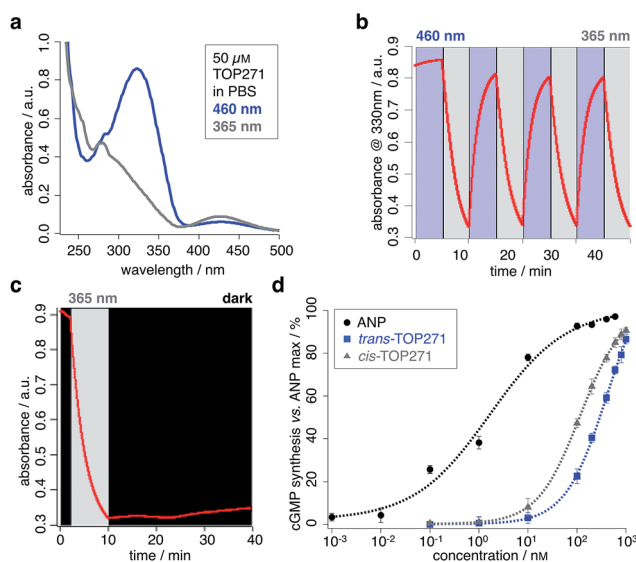 a
absorbance / a.u.
1.0
0.8
0.6
0.4
0.2
0.0
250 300 350 400 450 500
wavelength / nm
50 µM
TOP271
in PBS
460 nm
365 nm
b
460 nm 365 nm
absorbance @ 330nm / a.u.
0.9
0.8
0.7
0.6
0.5
0.4
0.3
0 10 20 30 40
time / min
c
365 nm dark
absorbance / a.u.
0.9
0.8
0.7
0.6
0.5
0.4
0.3
0 10 20 30 40
time / min
d
cGMP synthesis vs. ANP max / %
100
80
60
40
20
0
ANP
trans-TOP271
cis-TOP271
10⁻³ 10⁻² 10⁻¹ 10⁰ 10¹ 10² 10³
concentration / nM